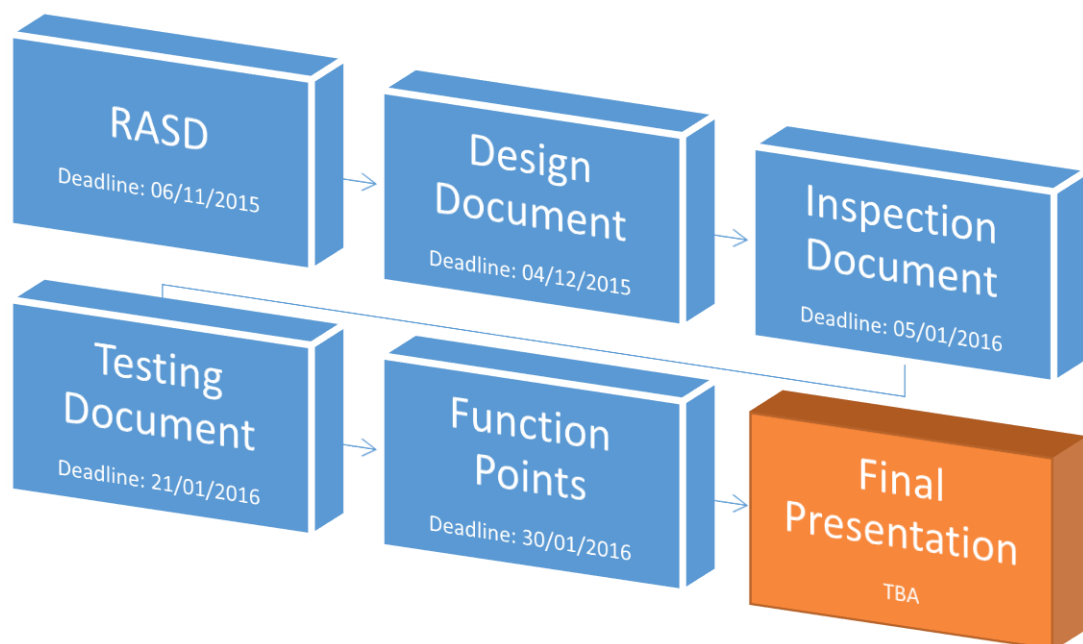 RASD
Deadline: 06/11/2015
Design
Document
Deadline: 04/12/2015
Inspection
Document
Deadline: 05/01/2016
Testing
Document
Deadline: 21/01/2016
Function
Points
Deadline: 30/01/2016
Final
Presentation
TBA